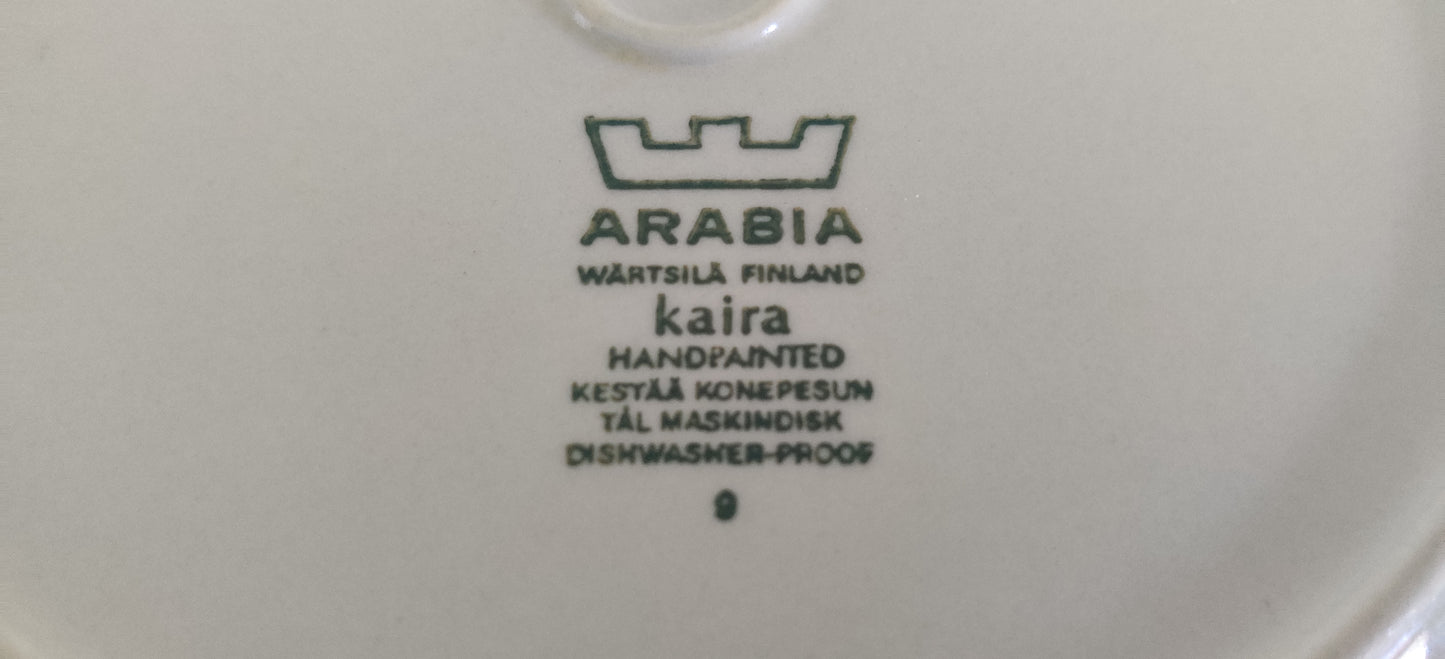 ARABIA
WÄRTSILÄ FINLAND
kaira
HANDPAINTED
KESTÄÄ KONEPESUN
TÅL MASKINDISK
DISHWASHER-PROOF
9